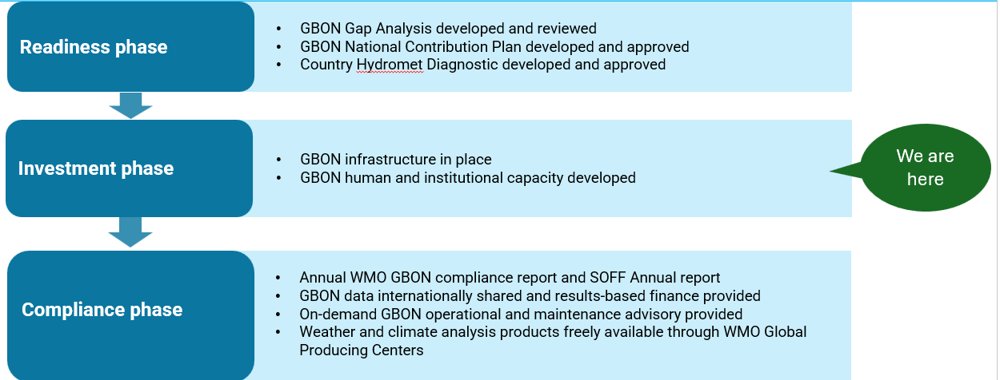 Readiness phase
• GBON Gap Analysis developed and reviewed
• GBON National Contribution Plan developed and approved
• Country Hydromet Diagnostic developed and approved
Investment phase
• GBON infrastructure in place
• GBON human and institutional capacity developed
We are
here
Compliance phase
• Annual WMO GBON compliance report and SOFF Annual report
• GBON data internationally shared and results-based finance provided
• On-demand GBON operational and maintenance advisory provided
• Weather and climate analysis products freely available through WMO Global
Producing Centers